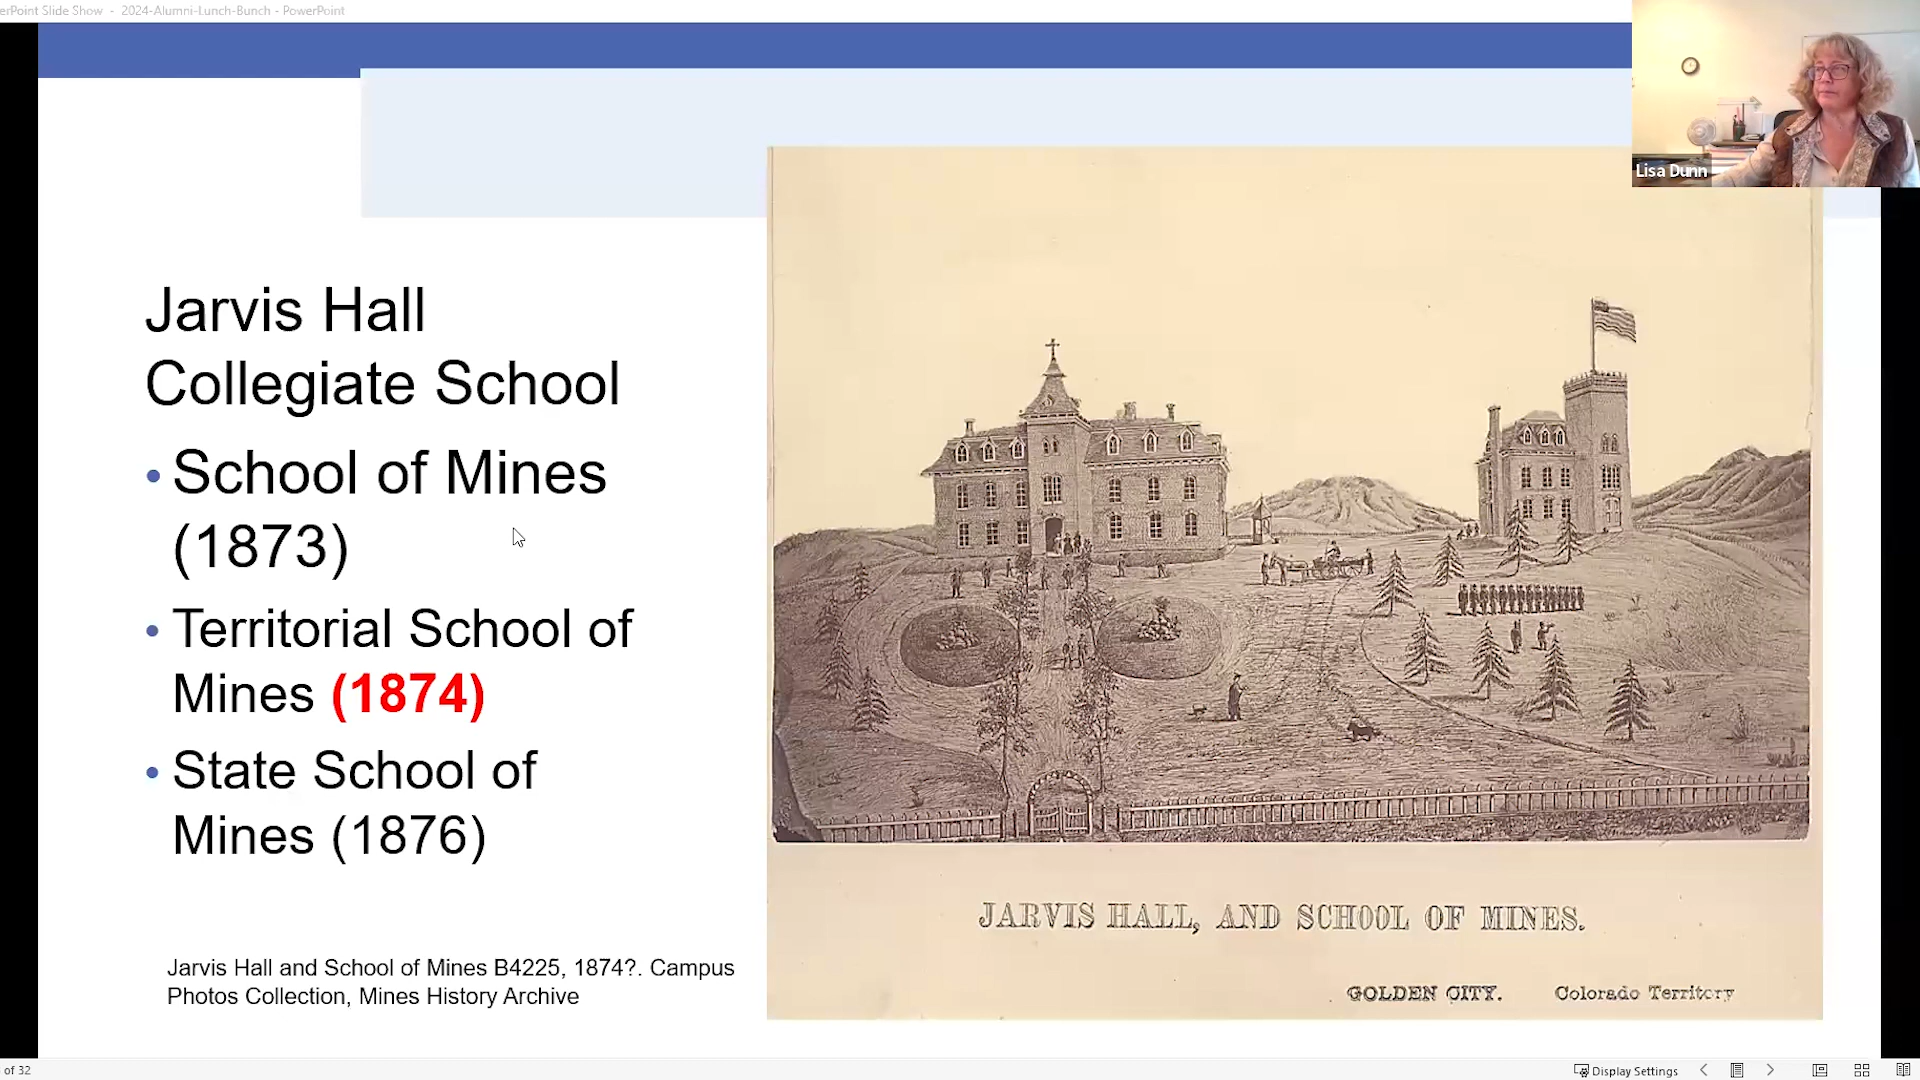 erPoint Slide Show - 2024-Alumni-Lunch-Bunch - PowerPoint
Lisa Dunn
Jarvis Hall
Collegiate School
• School of Mines
(1873)
• Territorial School of
Mines (1874)
• State School of
Mines (1876)
Jarvis Hall and School of Mines B4225, 1874?. Campus
Photos Collection, Mines History Archive
JARVIS HALL, AND SCHOOL OF MINES.
GOLDEN CITY. Colorado Territory
of 32
Display Settings